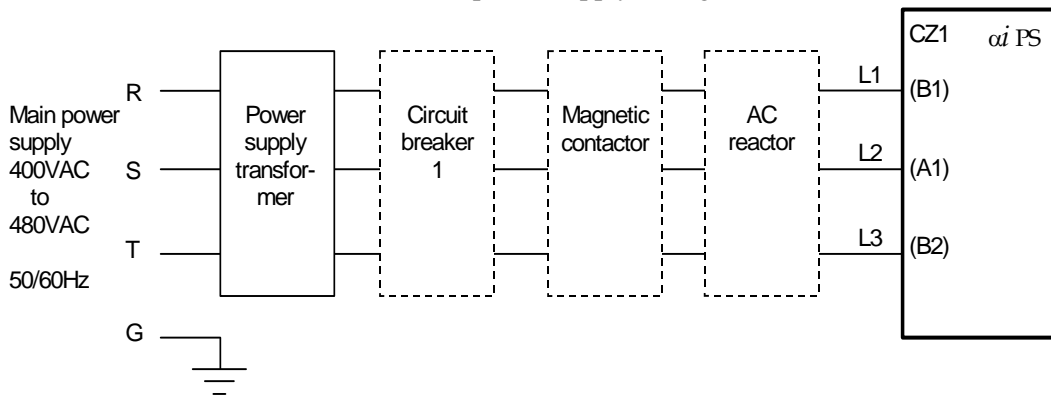 CZ1 αi PS
R
S
T
G
Main power
supply
400VAC
to
480VAC
50/60Hz
Power
supply
transfor-
mer
Circuit
breaker
1
Magnetic
contactor
AC
reactor
L1
L2
L3
(B1)
(A1)
(B2)